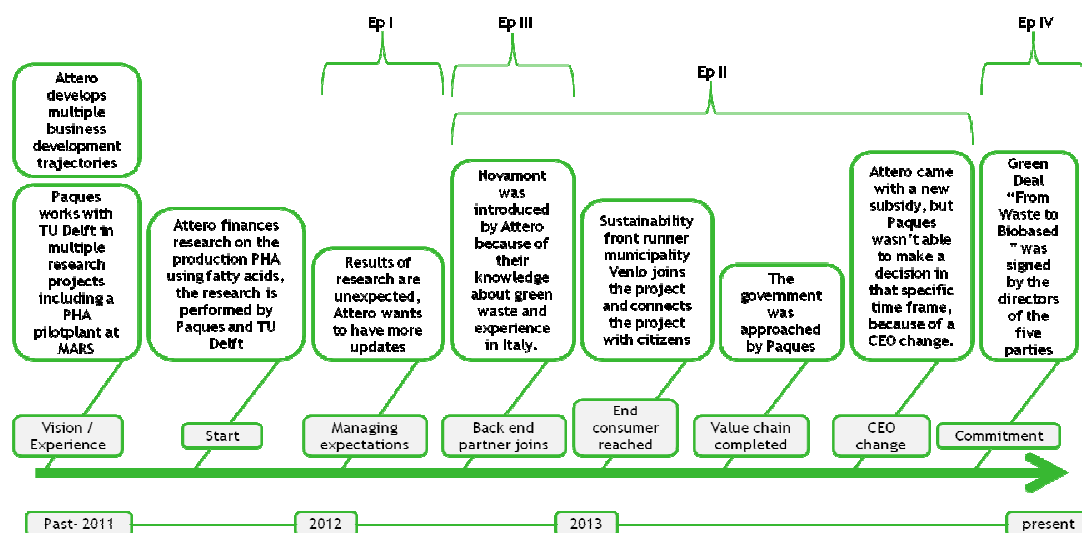 Ep I
Ep III
Ep IV
Ep II
Attero
develops
multiple
business
development
trajectories
Paques
works with
TU Delft in
multiple
research
projects
including a
PHA
pilotplant at
MARS
Attero finances
research on the
production PHA
using fatty acids,
the research is
performed by
Paques and TU
Delft
Results of
research are
unexpected,
Attero wants
to have more
updates
Novamont
was
introduced
by Attero
because of
their
knowledge
about green
waste and
experience
in Italy.
Sustainability
front runner
municipality
Venlo joins
the project
and connects
the project
with citizens
The
government
was
approached
by Paques
Attero came
with a new
subsidy, but
Paques
wasn't able
to make a
decision in
that specific
time frame,
because of a
CEO change.
Green
Deal
“From
Waste to
Biobased
” was
signed by
the
directors
of the
five
parties
Vision /
Experience
Start
Managing
expectations
Back end
partner joins
End
consumer
reached
Value chain
completed
CEO
change
Commitment
Past- 2011
2012
2013
present